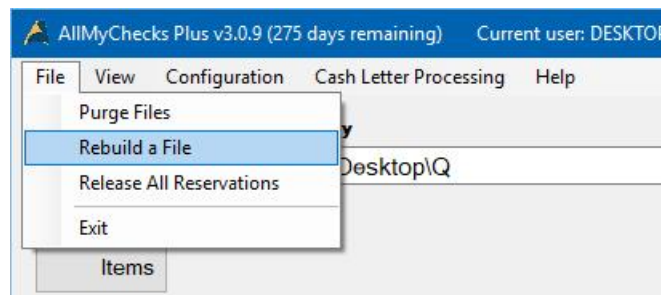 AllMyChecks Plus v3.0.9 (275 days remaining) Current user: DESKTOP
File View Configuration Cash Letter Processing Help
Purge Files
y
Rebuild a File
Desktop\Q
Release All Reservations
Exit
Items